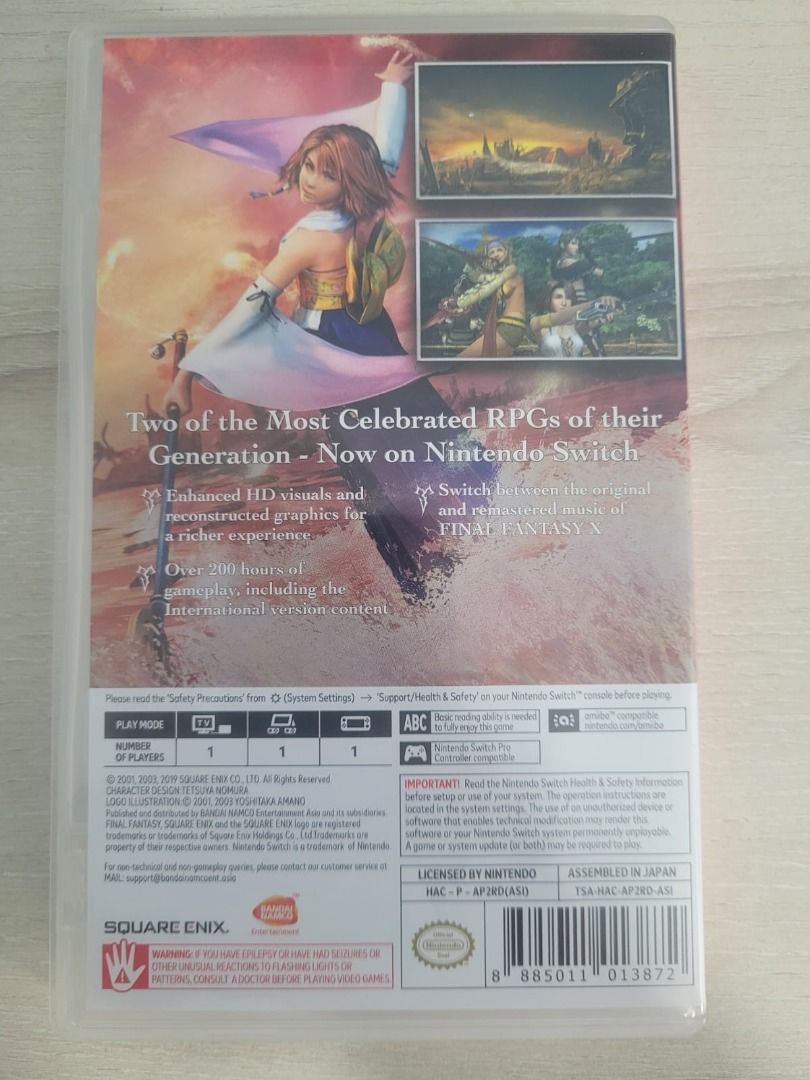 Two of the Most Celebrated RPGs of their
Generation - Now on Nintendo Switch
Enhanced HD visuals and
reconstructed graphics for
a richer experience
Over 200 hours of
gameplay, including the
International version content
Switch between the original
and remastered music of
FINAL FANTASY X
Please read the 'Safety Precautions' from (System Settings) → 'Support/Health & Safety' on your Nintendo Switch™ console before playing.
PLAY MODE
TV
NUMBER
OF PLAYERS
1
1
1
ABC
Basic reading ability is needed
to fully enjoy this game
amiibo™ compatible
nintendo.com/amiibo
Nintendo Switch Pro
Controller compatible
© 2001, 2003, 2019 SQUARE ENIX CO., LTD. All Rights Reserved.
CHARACTER DESIGN:TETSUYA NOMURA
LOGO ILLUSTRATION:© 2001, 2003 YOSHITAKA AMANO
Published and distributed by BANDAI NAMCO Entertainment Asia and its subsidiaries.
FINAL FANTASY, SQUARE ENIX and the SQUARE ENIX logo are registered
trademarks or trademarks of Square Enix Holdings Co., Ltd.Trademarks are
property of their respective owners. Nintendo Switch is a trademark of Nintendo.
For non-technical and non-gameplay queries, please contact our customer service at
MAIL: support@bandainamcoent.asia
IMPORTANT! Read the Nintendo Switch Health & Safety Information
before setup or use of your system. The operation instructions are
located in the system settings. The use of an unauthorized device or
software that enables technical modification may render this
software or your Nintendo Switch system permanently unplayable.
A game or system update (or both) may be required to play.
LICENSED BY NINTENDO
ASSEMBLED IN JAPAN
HAC - P - AP2RD(ASI)
TSA-HAC-AP2RD-ASI
SQUARE ENIX.
BANDAI
NAMCO
Entertainment
WARNING: IF YOU HAVE EPILEPSY OR HAVE HAD SEIZURES OR
OTHER UNUSUAL REACTIONS TO FLASHING LIGHTS OR
PATTERNS, CONSULT A DOCTOR BEFORE PLAYING VIDEO GAMES.
Official
Nintendo
Seal
8 885011 013872